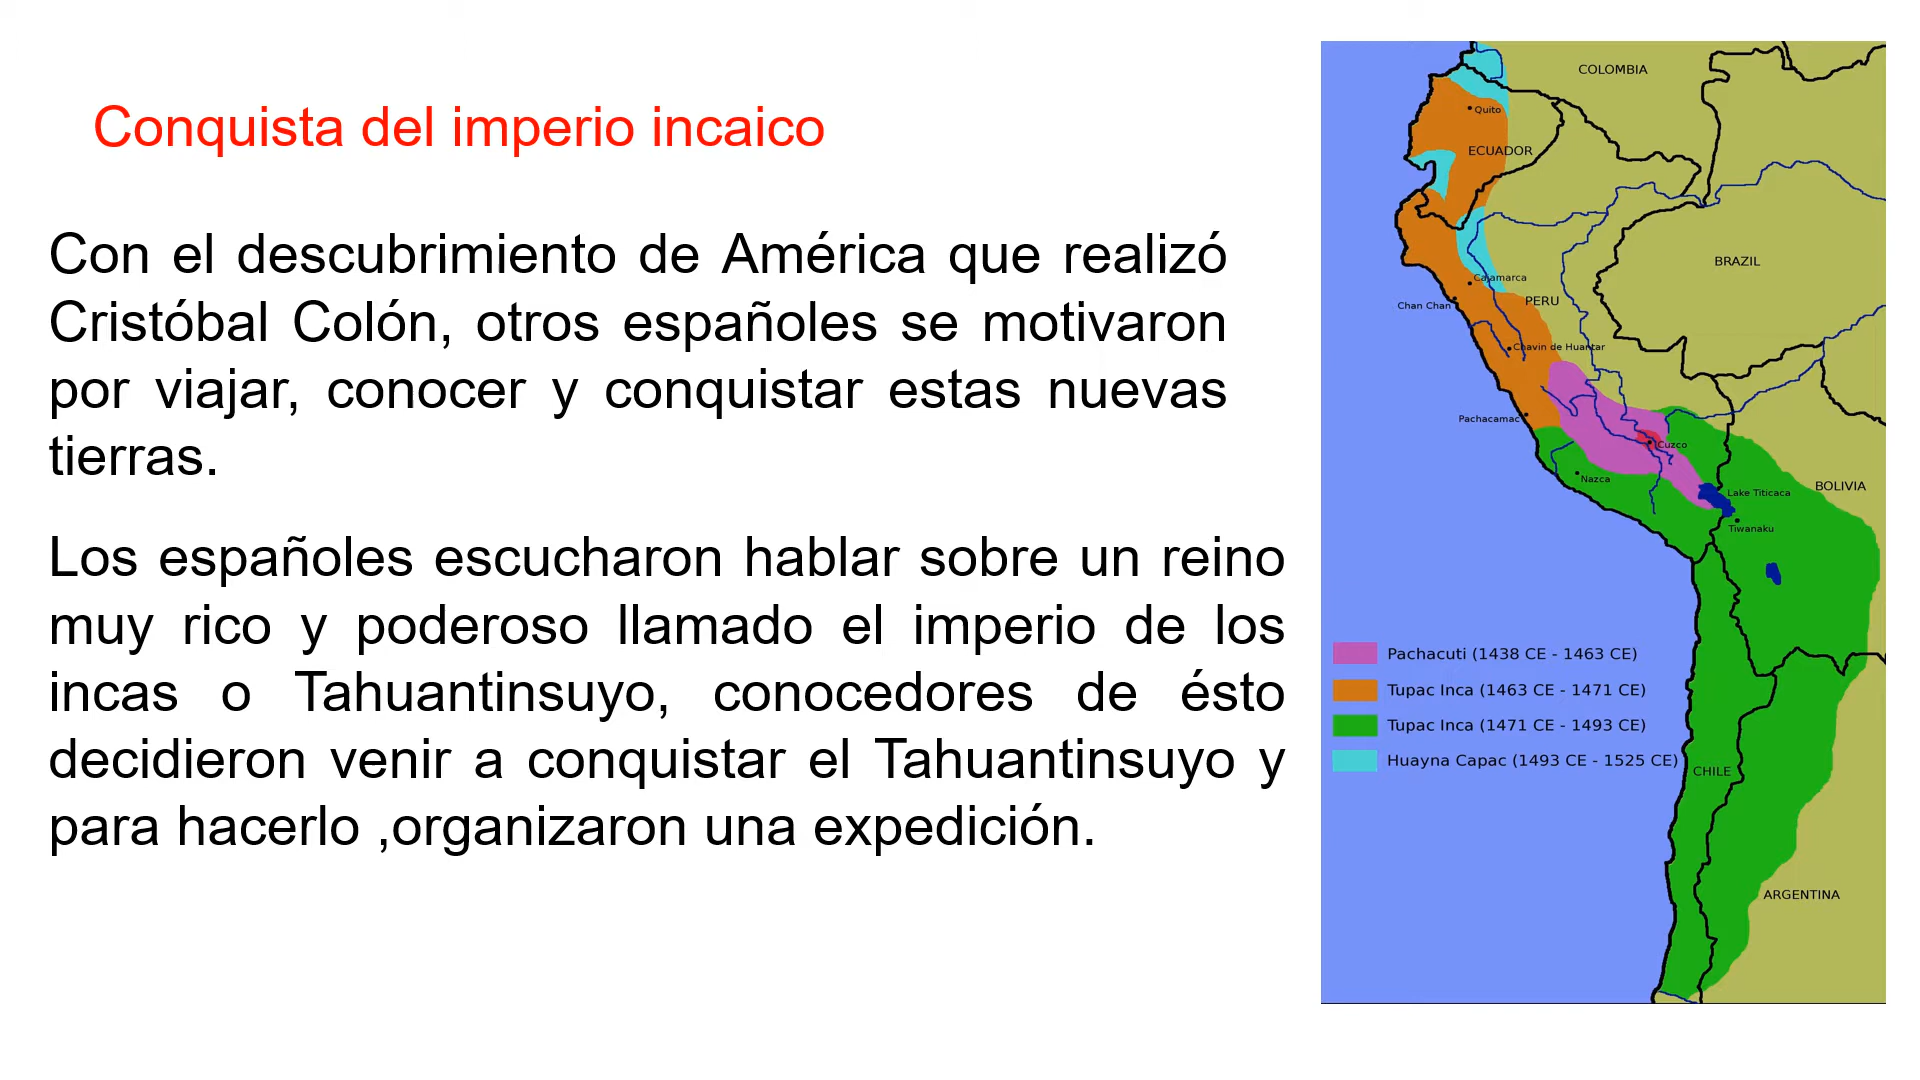 Conquista del imperio incaico
Con el descubrimiento de América que realizó
Cristóbal Colón, otros españoles se motivaron
por viajar, conocer y conquistar estas nuevas
tierras.
Los españoles escucharon hablar sobre un reino
muy rico y poderoso llamado el imperio de los
incas o Tahuantinsuyo, conocedores de ésto
decidieron venir a conquistar el Tahuantinsuyo y
para hacerlo ,organizaron una expedición.
COLOMBIA
Quito
ECUADOR
BRAZIL
Cajamarca
PERU
Chan Chan
Chavin de Huantar
Pachacamac
Cuzco
Nazca
BOLIVIA
Lake Titicaca
Tiwanaku
Pachacuti (1438 CE - 1463 CE)
Tupac Inca (1463 CE - 1471 CE)
Tupac Inca (1471 CE - 1493 CE)
Huayna Capac (1493 CE - 1525 CE)
CHILE
ARGENTINA